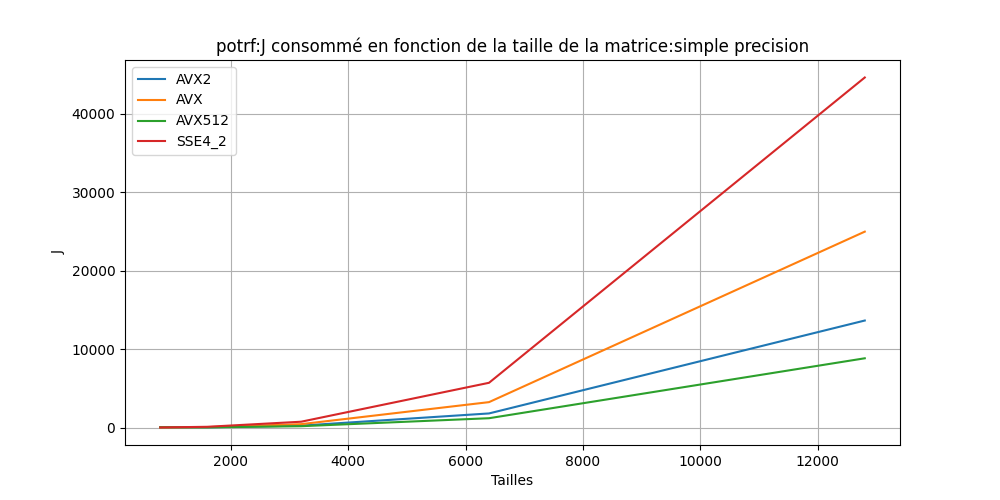 potrf:J consommé en fonction de la taille de la matrice:simple precision
AVX2
AVX
AVX512
SSE4_2
40000
30000
20000
10000
0
J
2000
4000
6000
8000
10000
12000
Tailles